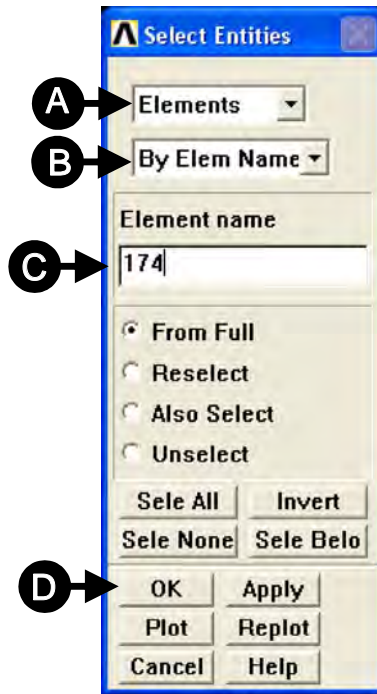 Select Entities
A Elements
B By Elem Name
Element name
C 174
From Full
Reselect
Also Select
Unselect
Sele All Invert
Sele None Sele Belo
D OK Apply
Plot Replot
Cancel Help